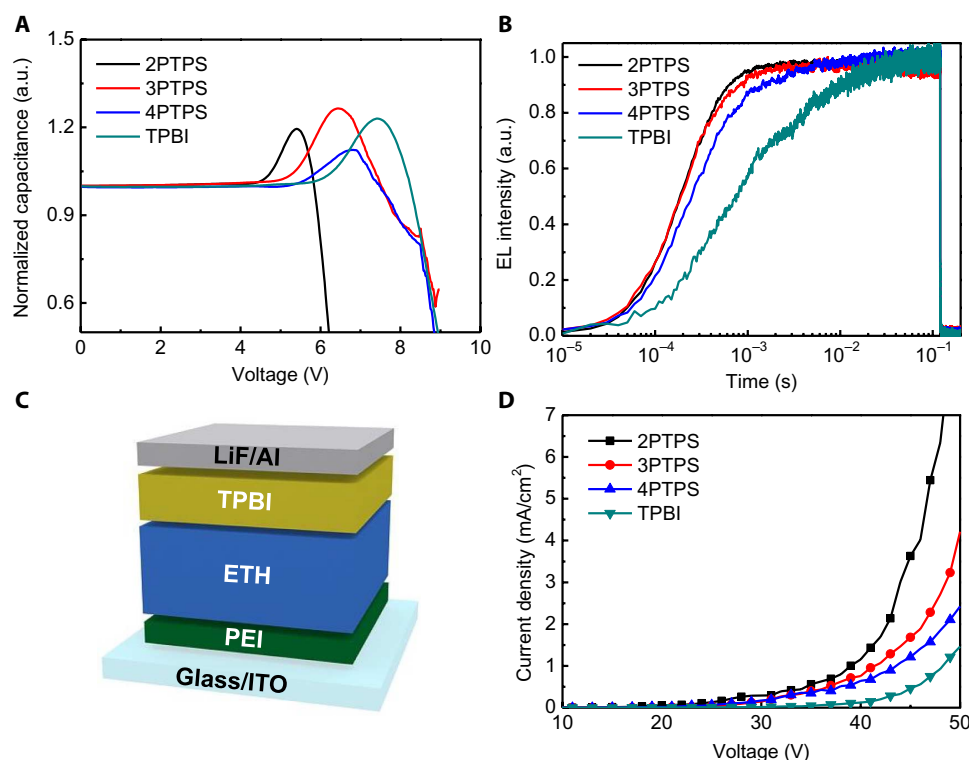 A
1.5
1.2
0.9
0.6
Normalized capacitance (a.u.)
2PTPS
3PTPS
4PTPS
TPBI
0 2 4 6 8 10
Voltage (V)
B
1.0
0.8
0.6
0.4
0.2
0.0
EL intensity (a.u.)
2PTPS
3PTPS
4PTPS
TPBI
10⁻⁵ 10⁻⁴ 10⁻³ 10⁻² 10⁻¹
Time (s)
C
LiF/Al
TPBI
ETH
PEI
Glass/ITO
D
7
6
5
4
3
2
1
0
Current density (mA/cm²)
2PTPS
3PTPS
4PTPS
TPBI
10 20 30 40 50
Voltage (V)